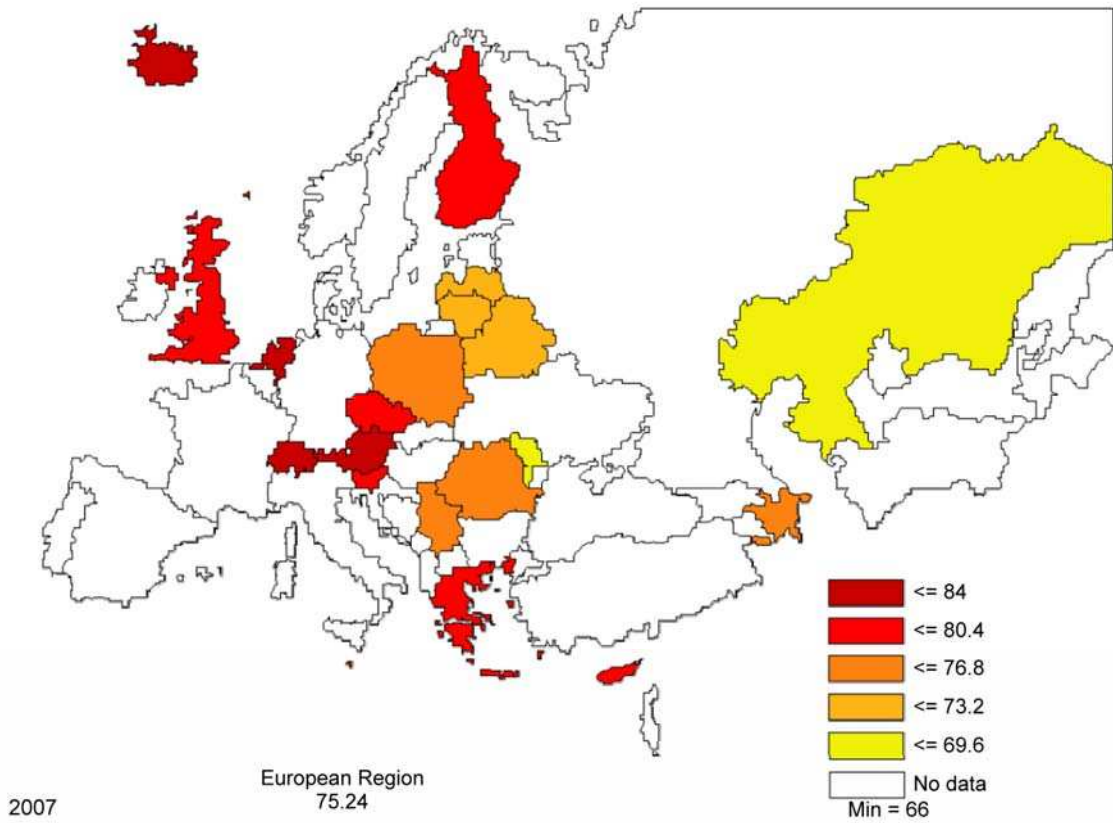 <= 84
<= 80.4
<= 76.8
<= 73.2
<= 69.6
No data
European Region
75.24
2007
Min = 66